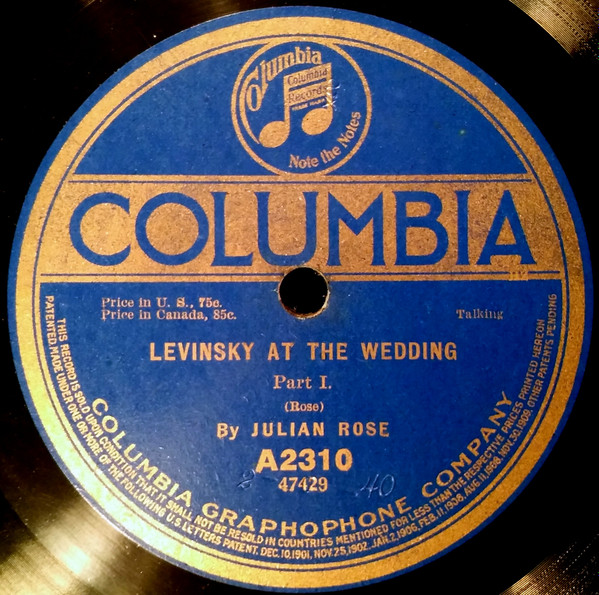 Columbia
Columbia
Records
TRADE MARK
Note the Notes
COLUMBIA
Price in U. S., 75c.
Price in Canada, 85c.
Talking
LEVINSKY AT THE WEDDING
Part I.
(Rose)
By JULIAN ROSE
A2310
47429
40
COLUMBIA GRAPHOPHONE COMPANY
THIS RECORD IS SOLD UPON CONDITION THAT IT SHALL NOT BE RESOLD IN COUNTRIES MENTIONED FOR LESS THAN THE RESPECTIVE PRICES PRINTED HEREON
PATENTED, MADE UNDER ONE OR MORE OF THE FOLLOWING U.S. LETTERS PATENT, DEC. 10, 1901, NOV. 25, 1902, JAN. 2, 1906, FEB. 11, 1908, AUG. 11, 1908, NOV. 30, 1909, OTHER PATENTS PENDING